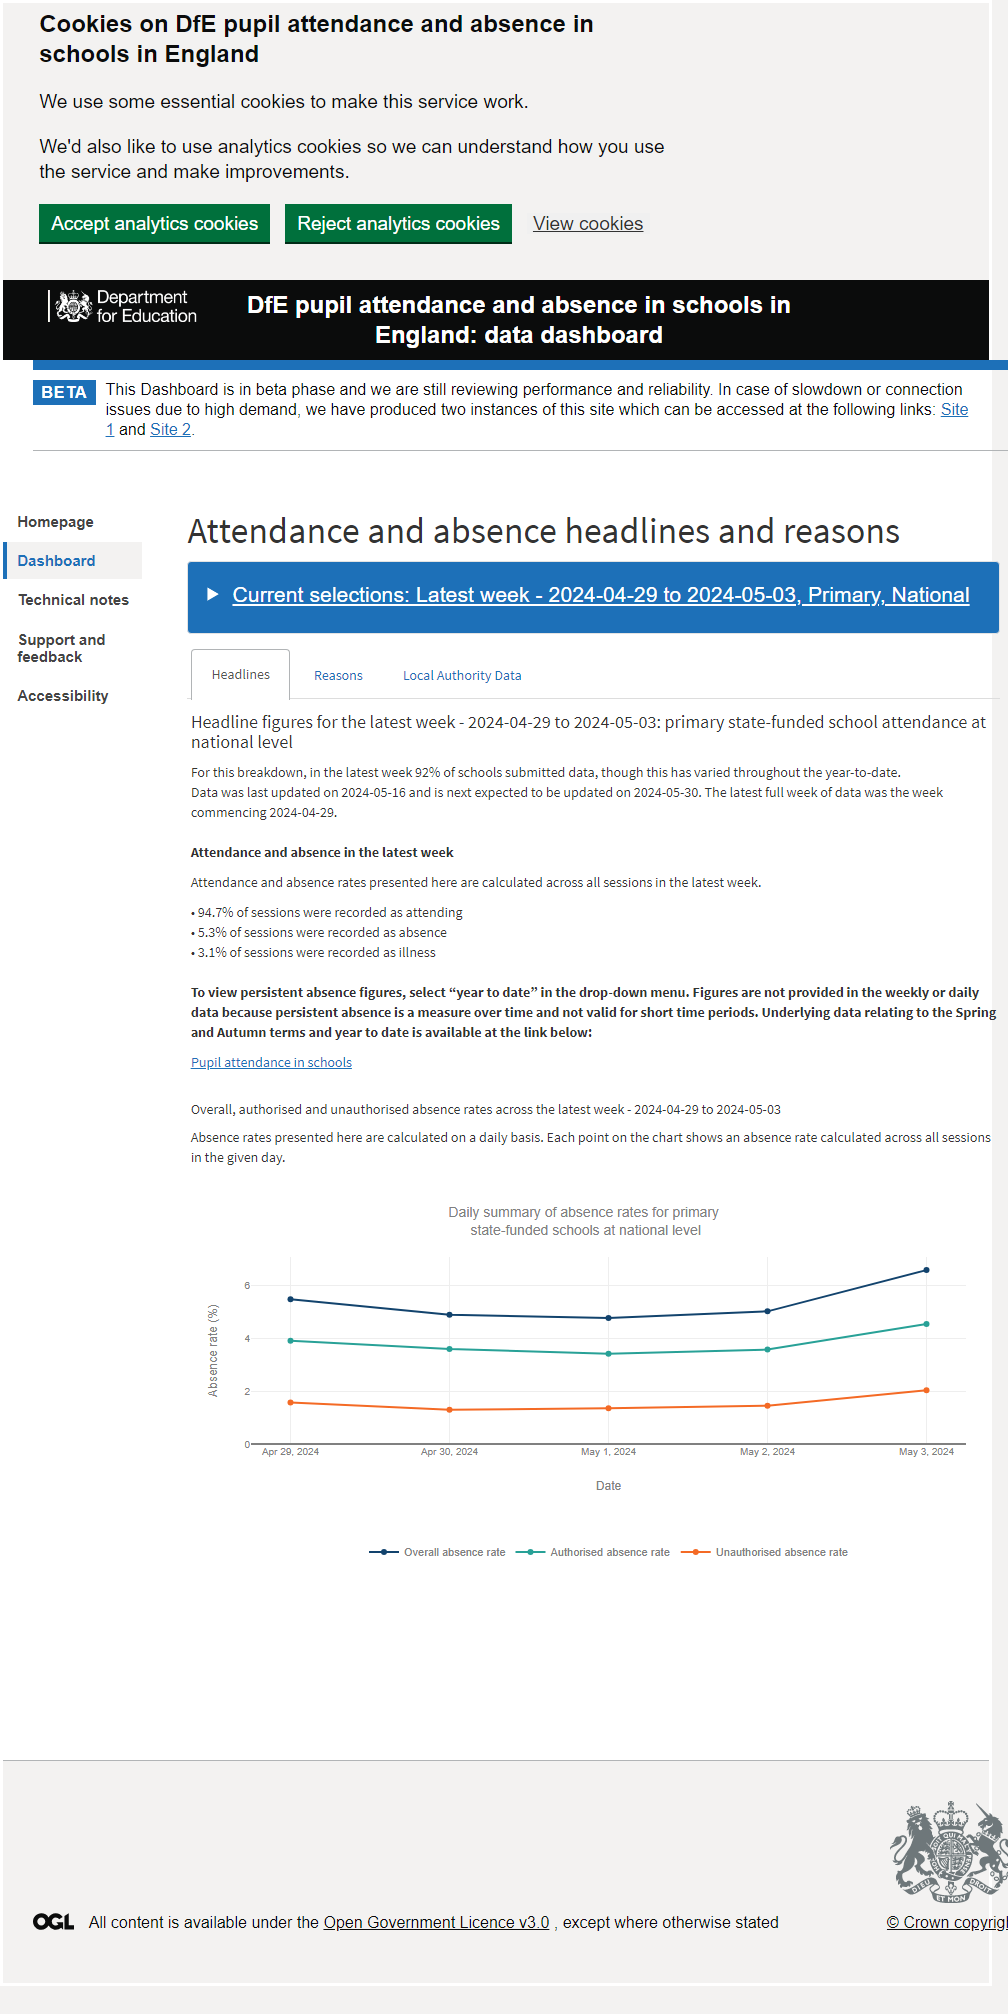 Cookies on DfE pupil attendance and absence in
schools in England
We use some essential cookies to make this service work.
We'd also like to use analytics cookies so we can understand how you use
the service and make improvements.
Accept analytics cookies
Reject analytics cookies
View cookies
Department
for Education
DfE pupil attendance and absence in schools in
England: data dashboard
BETA
This Dashboard is in beta phase and we are still reviewing performance and reliability. In case of slowdown or connection
issues due to high demand, we have produced two instances of this site which can be accessed at the following links: Site
1 and Site 2.
Homepage
Dashboard
Technical notes
Support and
feedback
Accessibility
Attendance and absence headlines and reasons
Current selections: Latest week - 2024-04-29 to 2024-05-03, Primary, National
Headlines
Reasons
Local Authority Data
Headline figures for the latest week - 2024-04-29 to 2024-05-03: primary state-funded school attendance at
national level
For this breakdown, in the latest week 92% of schools submitted data, though this has varied throughout the year-to-date.
Data was last updated on 2024-05-16 and is next expected to be updated on 2024-05-30. The latest full week of data was the week
commencing 2024-04-29.
Attendance and absence in the latest week
Attendance and absence rates presented here are calculated across all sessions in the latest week.
• 94.7% of sessions were recorded as attending
• 5.3% of sessions were recorded as absence
• 3.1% of sessions were recorded as illness
To view persistent absence figures, select “year to date” in the drop-down menu. Figures are not provided in the weekly or daily
data because persistent absence is a measure over time and not valid for short time periods. Underlying data relating to the Spring
and Autumn terms and year to date is available at the link below:
Pupil attendance in schools
Overall, authorised and unauthorised absence rates across the latest week - 2024-04-29 to 2024-05-03
Absence rates presented here are calculated on a daily basis. Each point on the chart shows an absence rate calculated across all sessions
in the given day.
Daily summary of absence rates for primary
state-funded schools at national level
Absence rate (%)
6
4
2
0
Apr 29, 2024
Apr 30, 2024
May 1, 2024
May 2, 2024
May 3, 2024
Date
Overall absence rate
Authorised absence rate
Unauthorised absence rate
DIEU
ET MON
DROIT
OGL
All content is available under the Open Government Licence v3.0 , except where otherwise stated
© Crown copyrigh